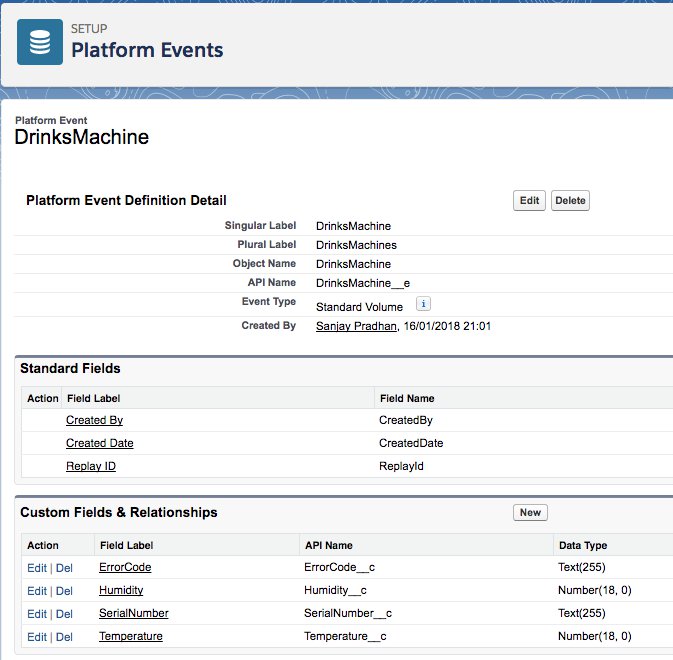 SETUP
Platform Events
Platform Event
DrinksMachine
Platform Event Definition Detail Edit Delete
Singular Label DrinksMachine
Plural Label DrinksMachines
Object Name DrinksMachine
API Name DrinksMachine__e
Event Type Standard Volume i
Created By Sanjay Pradhan, 16/01/2018 21:01
Standard Fields
Action Field Label Field Name
Created By CreatedBy
Created Date CreatedDate
Replay ID ReplayId
Custom Fields & Relationships New
Action Field Label API Name Data Type
Edit | Del ErrorCode ErrorCode__c Text(255)
Edit | Del Humidity Humidity__c Number(18, 0)
Edit | Del SerialNumber SerialNumber__c Text(255)
Edit | Del Temperature Temperature__c Number(18, 0)